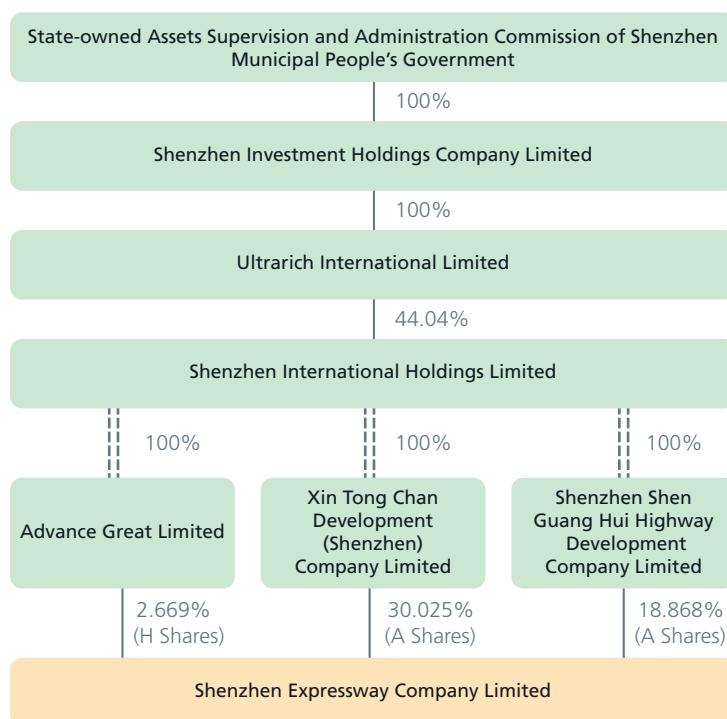 State-owned Assets Supervision and Administration Commission of Shenzhen
Municipal People’s Government
100%
Shenzhen Investment Holdings Company Limited
100%
Ultrarich International Limited
44.04%
Shenzhen International Holdings Limited
100%
100%
100%
Advance Great Limited
Xin Tong Chan
Development
(Shenzhen)
Company Limited
Shenzhen Shen
Guang Hui Highway
Development
Company Limited
2.669%
(H Shares)
30.025%
(A Shares)
18.868%
(A Shares)
Shenzhen Expressway Company Limited